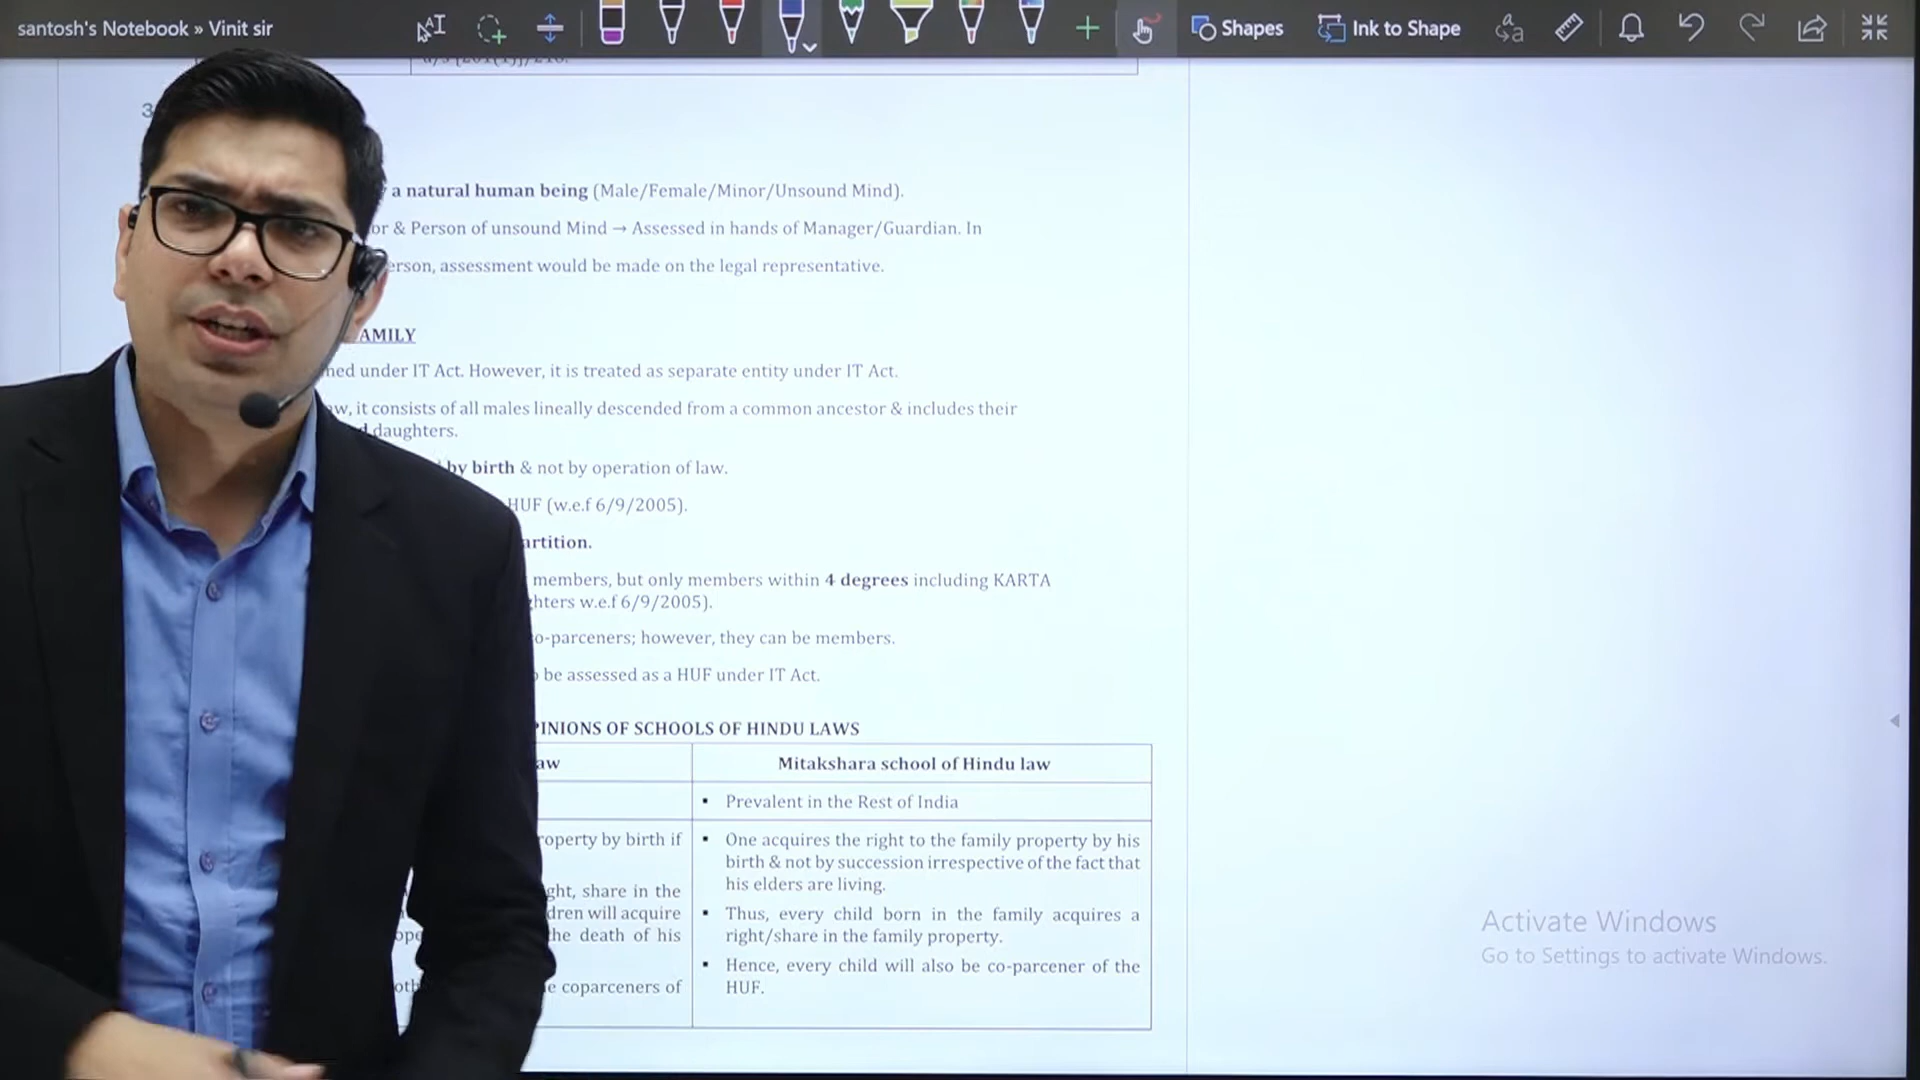 santosh's Notebook » Vinit sir
Shapes
Ink to Shape
3
a natural human being (Male/Female/Minor/Unsound Mind).
& Person of unsound Mind → Assessed in hands of Manager/Guardian. In
assessment would be made on the legal representative.
AMILY
under IT Act. However, it is treated as separate entity under IT Act.
it consists of all males lineally descended from a common ancestor & includes their
daughters.
by birth & not by operation of law.
HUF (w.e.f 6/9/2005).
artition.
members, but only members within 4 degrees including KARTA
hters w.e.f 6/9/2005).
o-parceners; however, they can be members.
be assessed as a HUF under IT Act.
PINIONS OF SCHOOLS OF HINDU LAWS
aw
Mitakshara school of Hindu law
▪ Prevalent in the Rest of India
roperty by birth if
ght, share in the
dren will acquire
the death of his
e coparceners of
▪ One acquires the right to the family property by his
birth & not by succession irrespective of the fact that
his elders are living.
▪ Thus, every child born in the family acquires a
right/share in the family property.
▪ Hence, every child will also be co-parcener of the
HUF.
Activate Windows
Go to Settings to activate Windows.